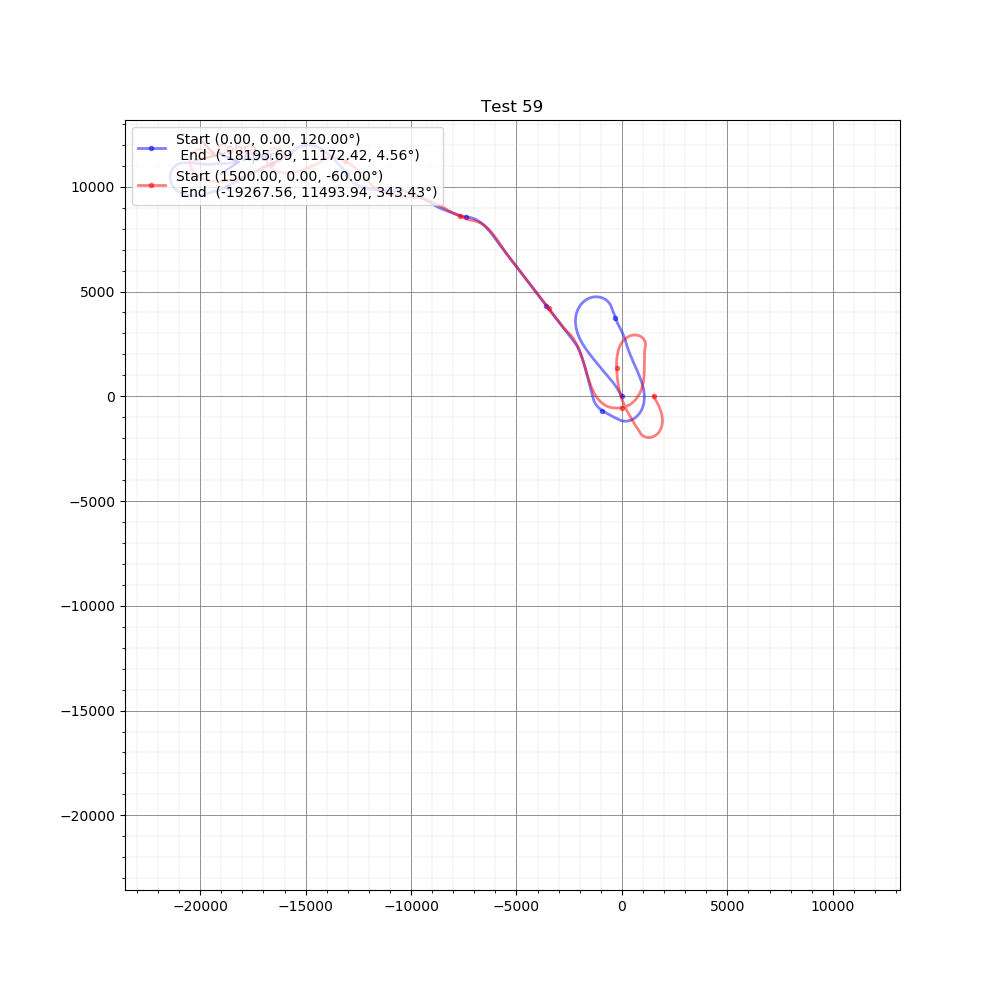 Test 59
Start (0.00, 0.00, 120.00°)
End (-18195.69, 11172.42, 4.56°)
Start (1500.00, 0.00, -60.00°)
End (-19267.56, 11493.94, 343.43°)
10000
5000
0
−5000
−10000
−15000
−20000
−20000 −15000 −10000 −5000 0 5000 10000